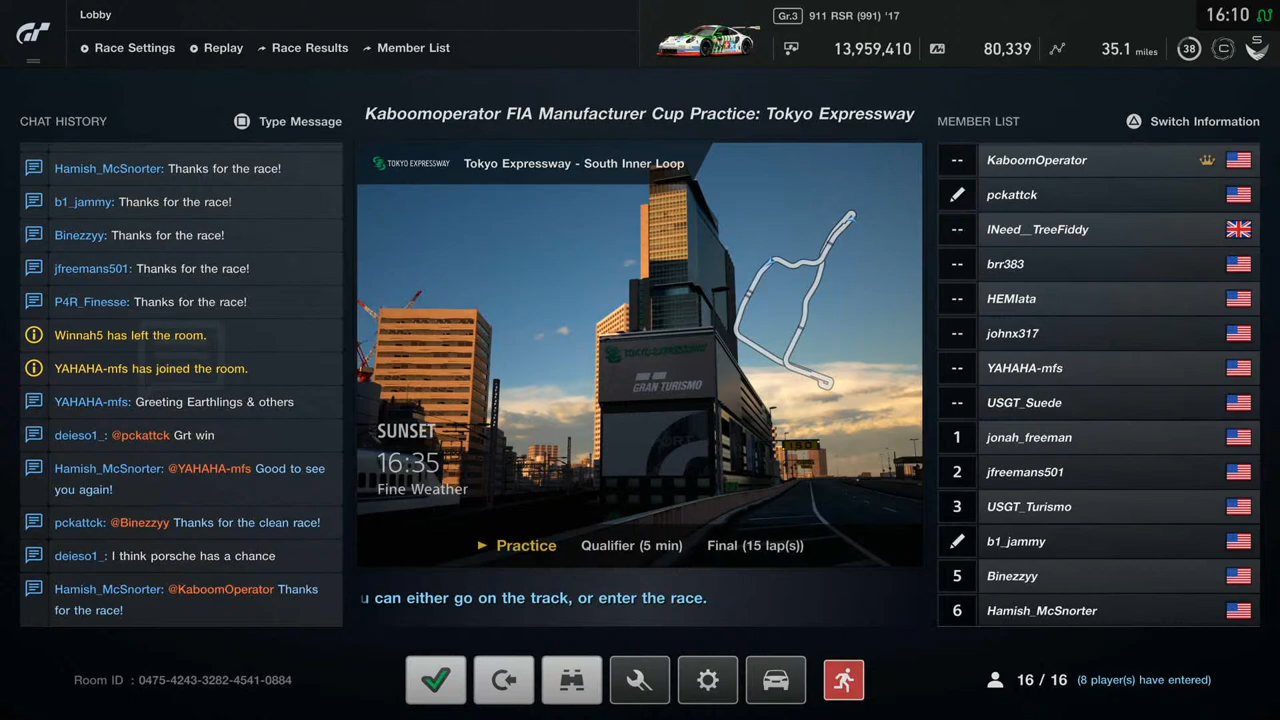 Lobby
Race Settings
Replay
Race Results
Member List
Gr.3
911 RSR (991) '17
13,959,410
80,339
35.1 miles
38
S
16:10
CHAT HISTORY
Type Message
Hamish_McSnorter: Thanks for the race!
b1_jammy: Thanks for the race!
Binezzyy: Thanks for the race!
jfreemans501: Thanks for the race!
P4R_Finesse: Thanks for the race!
Winnah5 has left the room.
YAHAHA-mfs has joined the room.
YAHAHA-mfs: Greeting Earthlings & others
deieso1_: @pckattck Grt win
Hamish_McSnorter: @YAHAHA-mfs Good to see
you again!
pckattck: @Binezzyy Thanks for the clean race!
deieso1_: I think porsche has a chance
Hamish_McSnorter: @KaboomOperator Thanks
for the race!
Room ID : 0475-4243-3282-4541-0884
Kaboomoperator FIA Manufacturer Cup Practice: Tokyo Expressway
TOKYO EXPRESSWAY
Tokyo Expressway - South Inner Loop
TOKYO EXPRESSWAY
GRAN TURISMO
SUNSET
16:35
Fine Weather
Practice
Qualifier (5 min)
Final (15 lap(s))
u can either go on the track, or enter the race.
MEMBER LIST
Switch Information
-- KaboomOperator
pckattck
-- INeed__TreeFiddy
-- brr383
-- HEMIata
-- johnx317
-- YAHAHA-mfs
-- USGT_Suede
1 jonah_freeman
2 jfreemans501
3 USGT_Turismo
b1_jammy
5 Binezzyy
6 Hamish_McSnorter
16 / 16 (8 player(s) have entered)